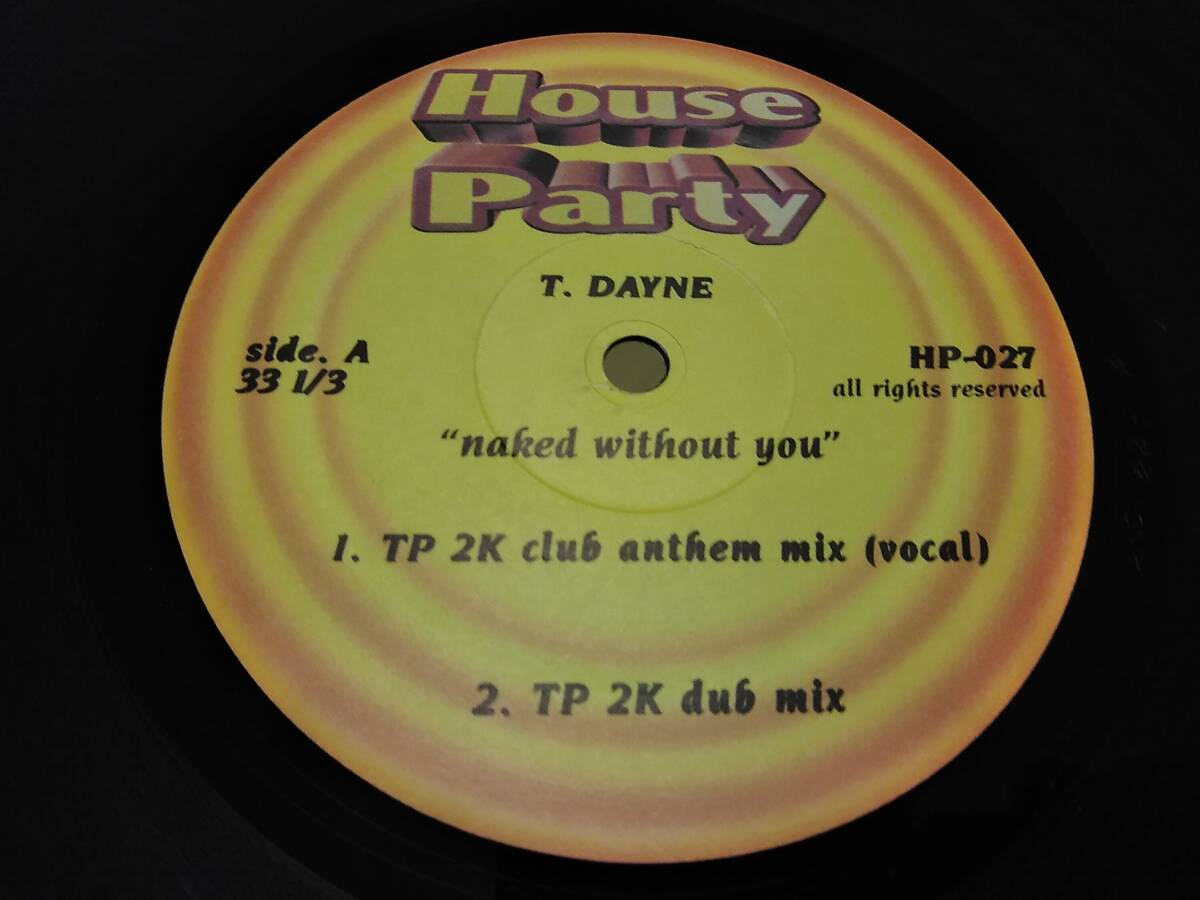 House
Party
T. DAYNE
side. A
33 1/3
HP-027
all rights reserved
“naked without you”
1. TP 2K club anthem mix (vocal)
2. TP 2K dub mix